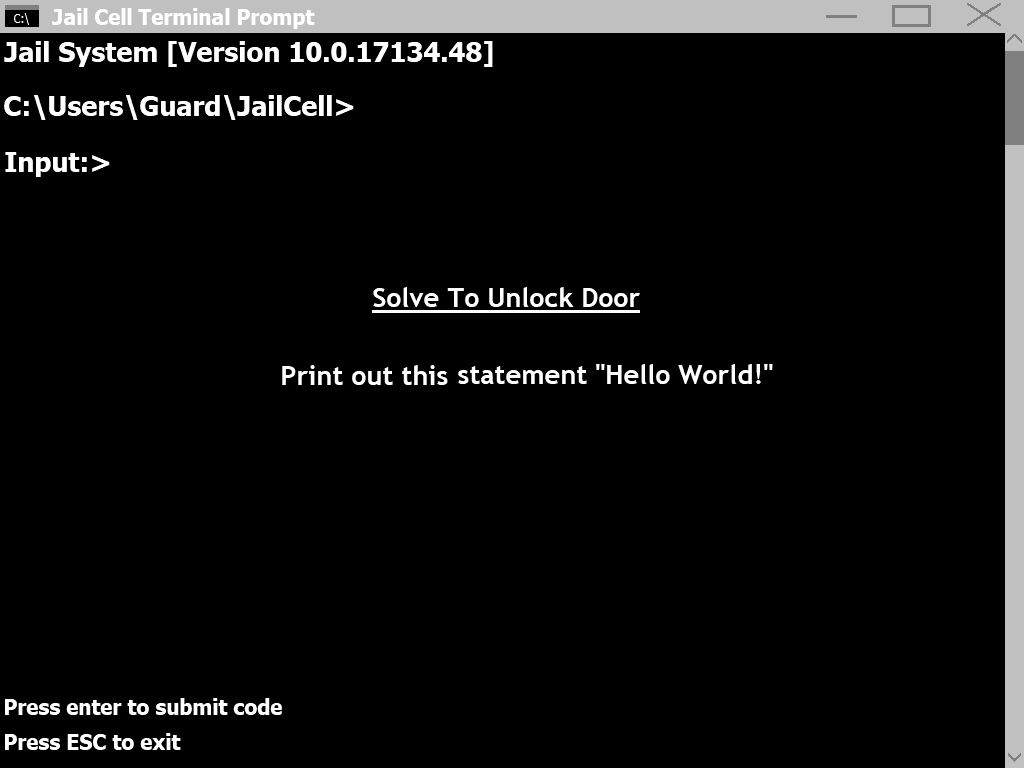 C:\ Jail Cell Terminal Prompt
Jail System [Version 10.0.17134.48]
C:\Users\Guard\JailCell>
Input:>
Solve To Unlock Door
Print out this statement "Hello World!"
Press enter to submit code
Press ESC to exit